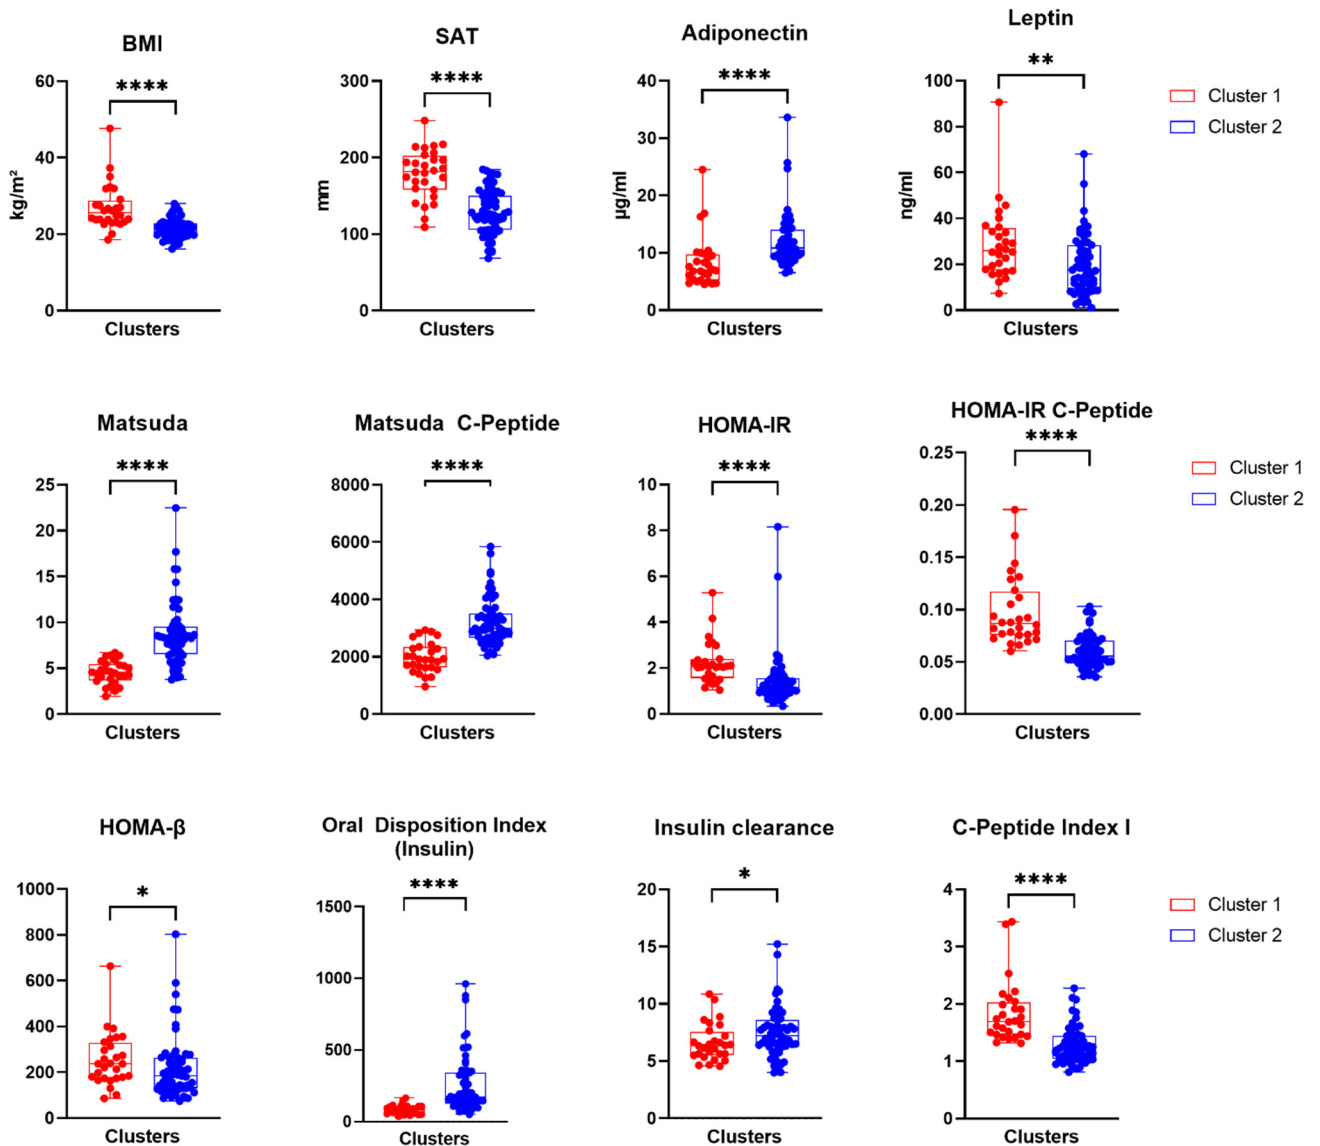 BMI
****
60
40
20
0
kg/m²
Clusters
SAT
****
300
200
100
0
mm
Clusters
Adiponectin
****
40
30
20
10
0
µg/ml
Clusters
Leptin
**
100
80
60
40
20
0
ng/ml
Clusters
Cluster 1
Cluster 2
Matsuda
****
25
20
15
10
5
0
Clusters
Matsuda C-Peptide
****
8000
6000
4000
2000
0
Clusters
HOMA-IR
****
10
8
6
4
2
0
Clusters
HOMA-IR C-Peptide
****
0.25
0.20
0.15
0.10
0.05
0.00
Clusters
Cluster 1
Cluster 2
HOMA-β
*
1000
800
600
400
200
0
Clusters
Oral Disposition Index
(Insulin)
****
1500
1000
500
0
Clusters
Insulin clearance
*
20
15
10
5
0
Clusters
C-Peptide Index I
****
4
3
2
1
0
Clusters
Cluster 1
Cluster 2